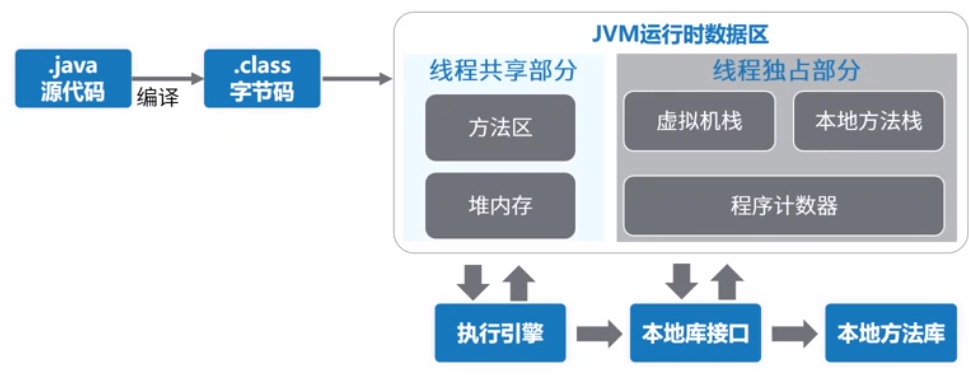 JVM运行时数据区
.java
源代码
编译
.class
字节码
线程共享部分
方法区
堆内存
线程独占部分
虚拟机栈
本地方法栈
程序计数器
执行引擎
本地库接口
本地方法库